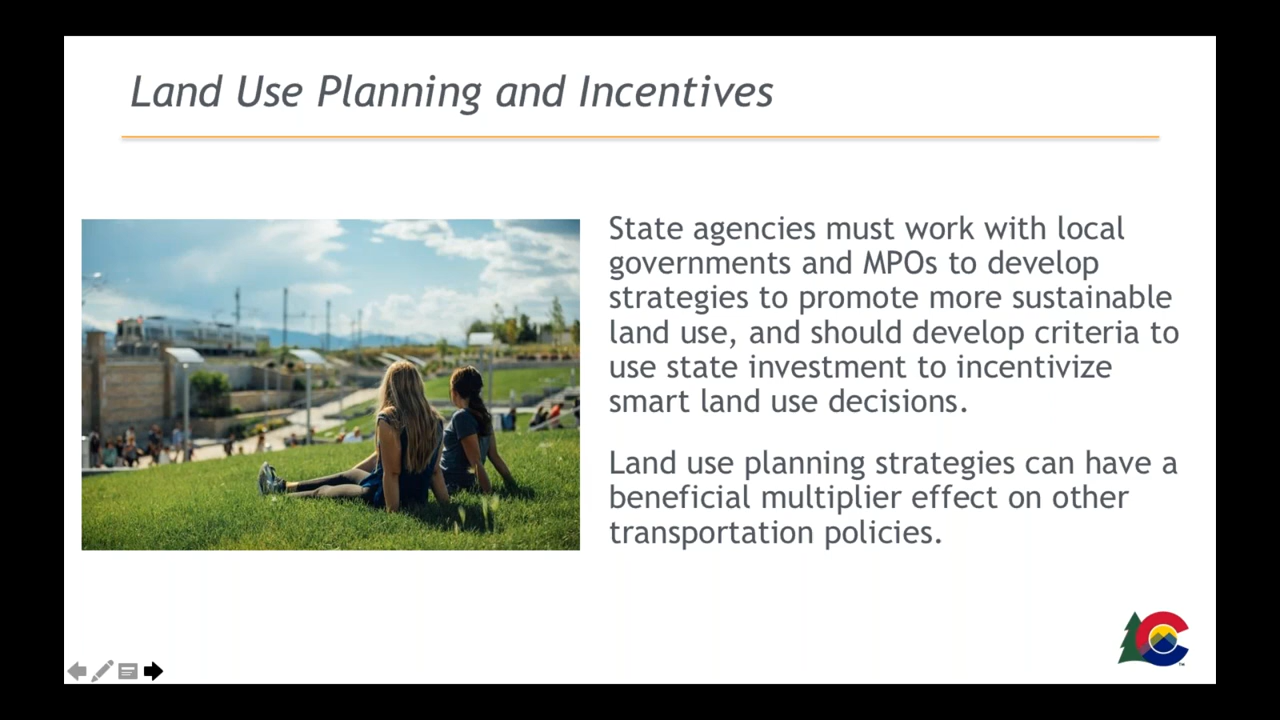 Land Use Planning and Incentives
State agencies must work with local
governments and MPOs to develop
strategies to promote more sustainable
land use, and should develop criteria to
use state investment to incentivize
smart land use decisions.
Land use planning strategies can have a
beneficial multiplier effect on other
transportation policies.